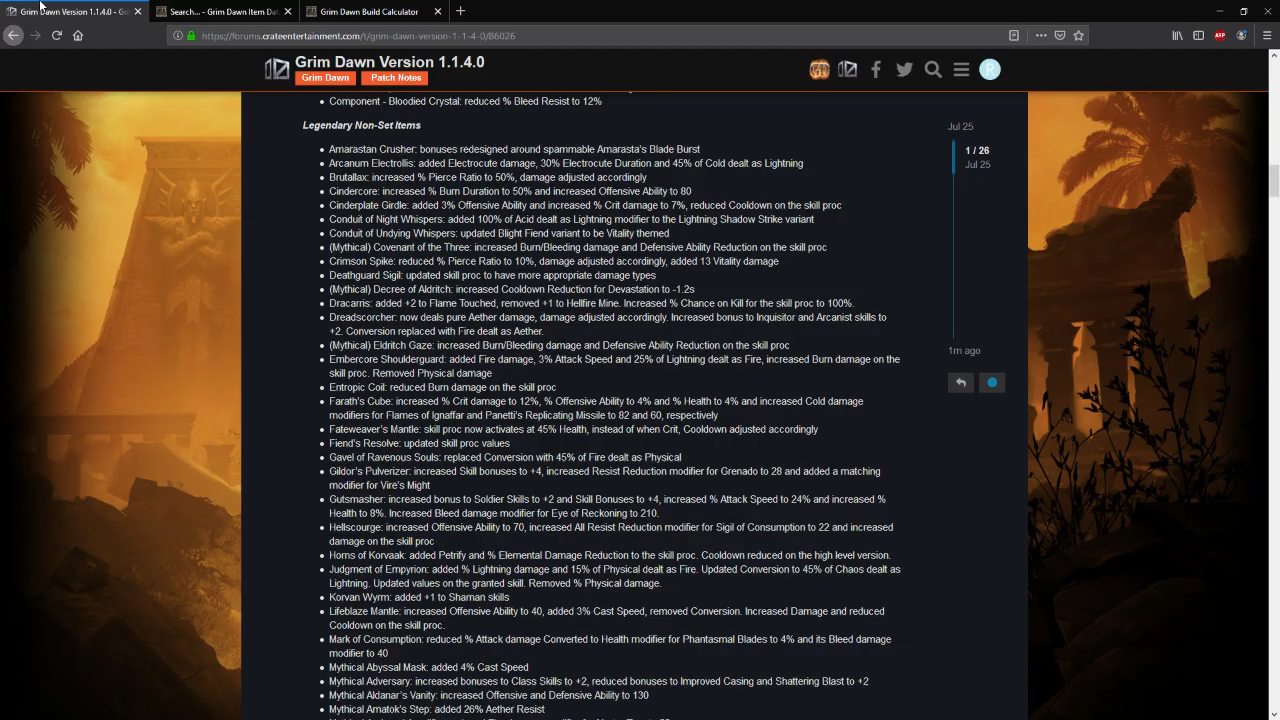 Grim Dawn Version 1.1.4.0 - Gr
Search... - Grim Dawn Item Dat
Grim Dawn Build Calculator
https://forums.crateentertainment.com/t/grim-dawn-version-1-1-4-0/86026
ABP
Grim Dawn Version 1.1.4.0
Grim Dawn
Patch Notes
R
Component - Bloodied Crystal: reduced % Bleed Resist to 12%
Legendary Non-Set Items
Jul 25
1 / 26
Jul 25
1m ago
Amarastan Crusher: bonuses redesigned around spammable Amarasta's Blade Burst
Arcanum Electrollis: added Electrocute damage, 30% Electrocute Duration and 45% of Cold dealt as Lightning
Brutallax: increased % Pierce Ratio to 50%, damage adjusted accordingly
Cindercore: increased % Burn Duration to 50% and increased Offensive Ability to 80
Cinderplate Girdle: added 3% Offensive Ability and increased % Crit damage to 7%, reduced Cooldown on the skill proc
Conduit of Night Whispers: added 100% of Acid dealt as Lightning modifier to the Lightning Shadow Strike variant
Conduit of Undying Whispers: updated Blight Fiend variant to be Vitality themed
(Mythical) Covenant of the Three: increased Burn/Bleeding damage and Defensive Ability Reduction on the skill proc
Crimson Spike: reduced % Pierce Ratio to 10%, damage adjusted accordingly, added 13 Vitality damage
Deathguard Sigil: updated skill proc to have more appropriate damage types
(Mythical) Decree of Aldritch: increased Cooldown Reduction for Devastation to -1.2s
Dracarris: added +2 to Flame Touched, removed +1 to Hellfire Mine. Increased % Chance on Kill for the skill proc to 100%.
Dreadscorcher: now deals pure Aether damage, damage adjusted accordingly. Increased bonus to Inquisitor and Arcanist skills to
+2. Conversion replaced with Fire dealt as Aether.
(Mythical) Eldritch Gaze: increased Burn/Bleeding damage and Defensive Ability Reduction on the skill proc
Embercore Shoulderguard: added Fire damage, 3% Attack Speed and 25% of Lightning dealt as Fire, increased Burn damage on the
skill proc. Removed Physical damage
Entropic Coil: reduced Burn damage on the skill proc
Farath's Cube: increased % Crit damage to 12%, % Offensive Ability to 4% and % Health to 4% and increased Cold damage
modifiers for Flames of Ignaffar and Panetti's Replicating Missile to 82 and 60, respectively
Fateweaver's Mantle: skill proc now activates at 45% Health, instead of when Crit, Cooldown adjusted accordingly
Fiend's Resolve: updated skill proc values
Gavel of Ravenous Souls: replaced Conversion with 45% of Fire dealt as Physical
Gildor's Pulverizer: increased Skill bonuses to +4, increased Resist Reduction modifier for Grenado to 28 and added a matching
modifier for Vire's Might
Gutsmasher: increased bonus to Soldier Skills to +2 and Skill Bonuses to +4, increased % Attack Speed to 24% and increased %
Health to 8%. Increased Bleed damage modifier for Eye of Reckoning to 210.
Hellscourge: increased Offensive Ability to 70, increased All Resist Reduction modifier for Sigil of Consumption to 22 and increased
damage on the skill proc
Horns of Korvaak: added Petrify and % Elemental Damage Reduction to the skill proc. Cooldown reduced on the high level version.
Judgment of Empyrion: added % Lightning damage and 15% of Physical dealt as Fire. Updated Conversion to 45% of Chaos dealt as
Lightning. Updated values on the granted skill. Removed % Physical damage.
Korvan Wyrm: added +1 to Shaman skills
Lifeblaze Mantle: increased Offensive Ability to 40, added 3% Cast Speed, removed Conversion. Increased Damage and reduced
Cooldown on the skill proc.
Mark of Consumption: reduced % Attack damage Converted to Health modifier for Phantasmal Blades to 4% and its Bleed damage
modifier to 40
Mythical Abyssal Mask: added 4% Cast Speed
Mythical Adversary: increased bonuses to Class Skills to +2, reduced bonuses to Improved Casing and Shattering Blast to +2
Mythical Aldanar's Vanity: increased Offensive and Defensive Ability to 130
Mythical Amatok's Step: added 26% Aether Resist